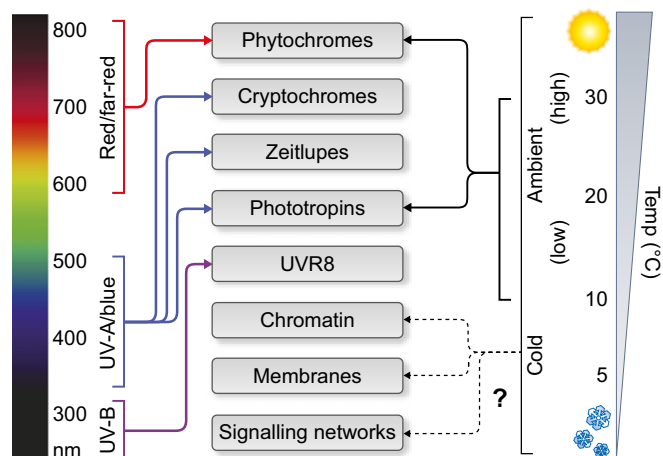 800
700
600
500
400
300
nm
Red/far-red
UV-A/blue
UV-B
Phytochromes
Cryptochromes
Zeitlupes
Phototropins
UVR8
Chromatin
Membranes
Signalling networks
?
Ambient
(high)
(low)
Cold
30
20
10
5
Temp (°C)